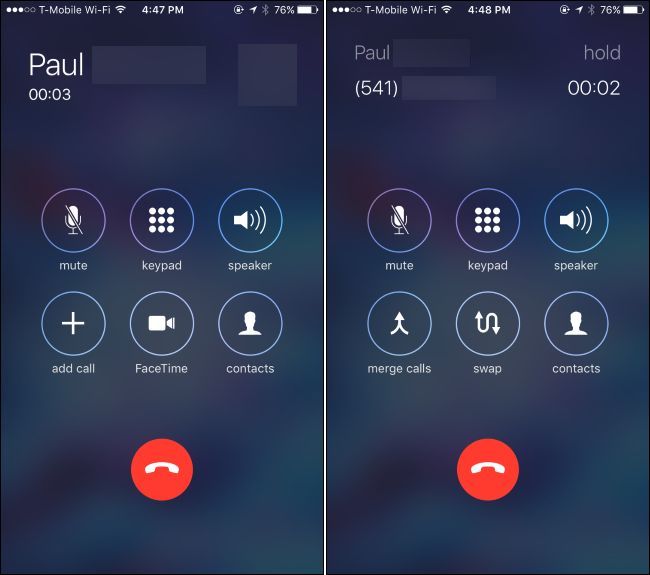 T-Mobile Wi-Fi 4:47 PM 76%
Paul
00:03
mute keypad speaker
add call FaceTime contacts
T-Mobile Wi-Fi 4:48 PM 76%
Paul hold
(541) 00:02
mute keypad speaker
merge calls swap contacts